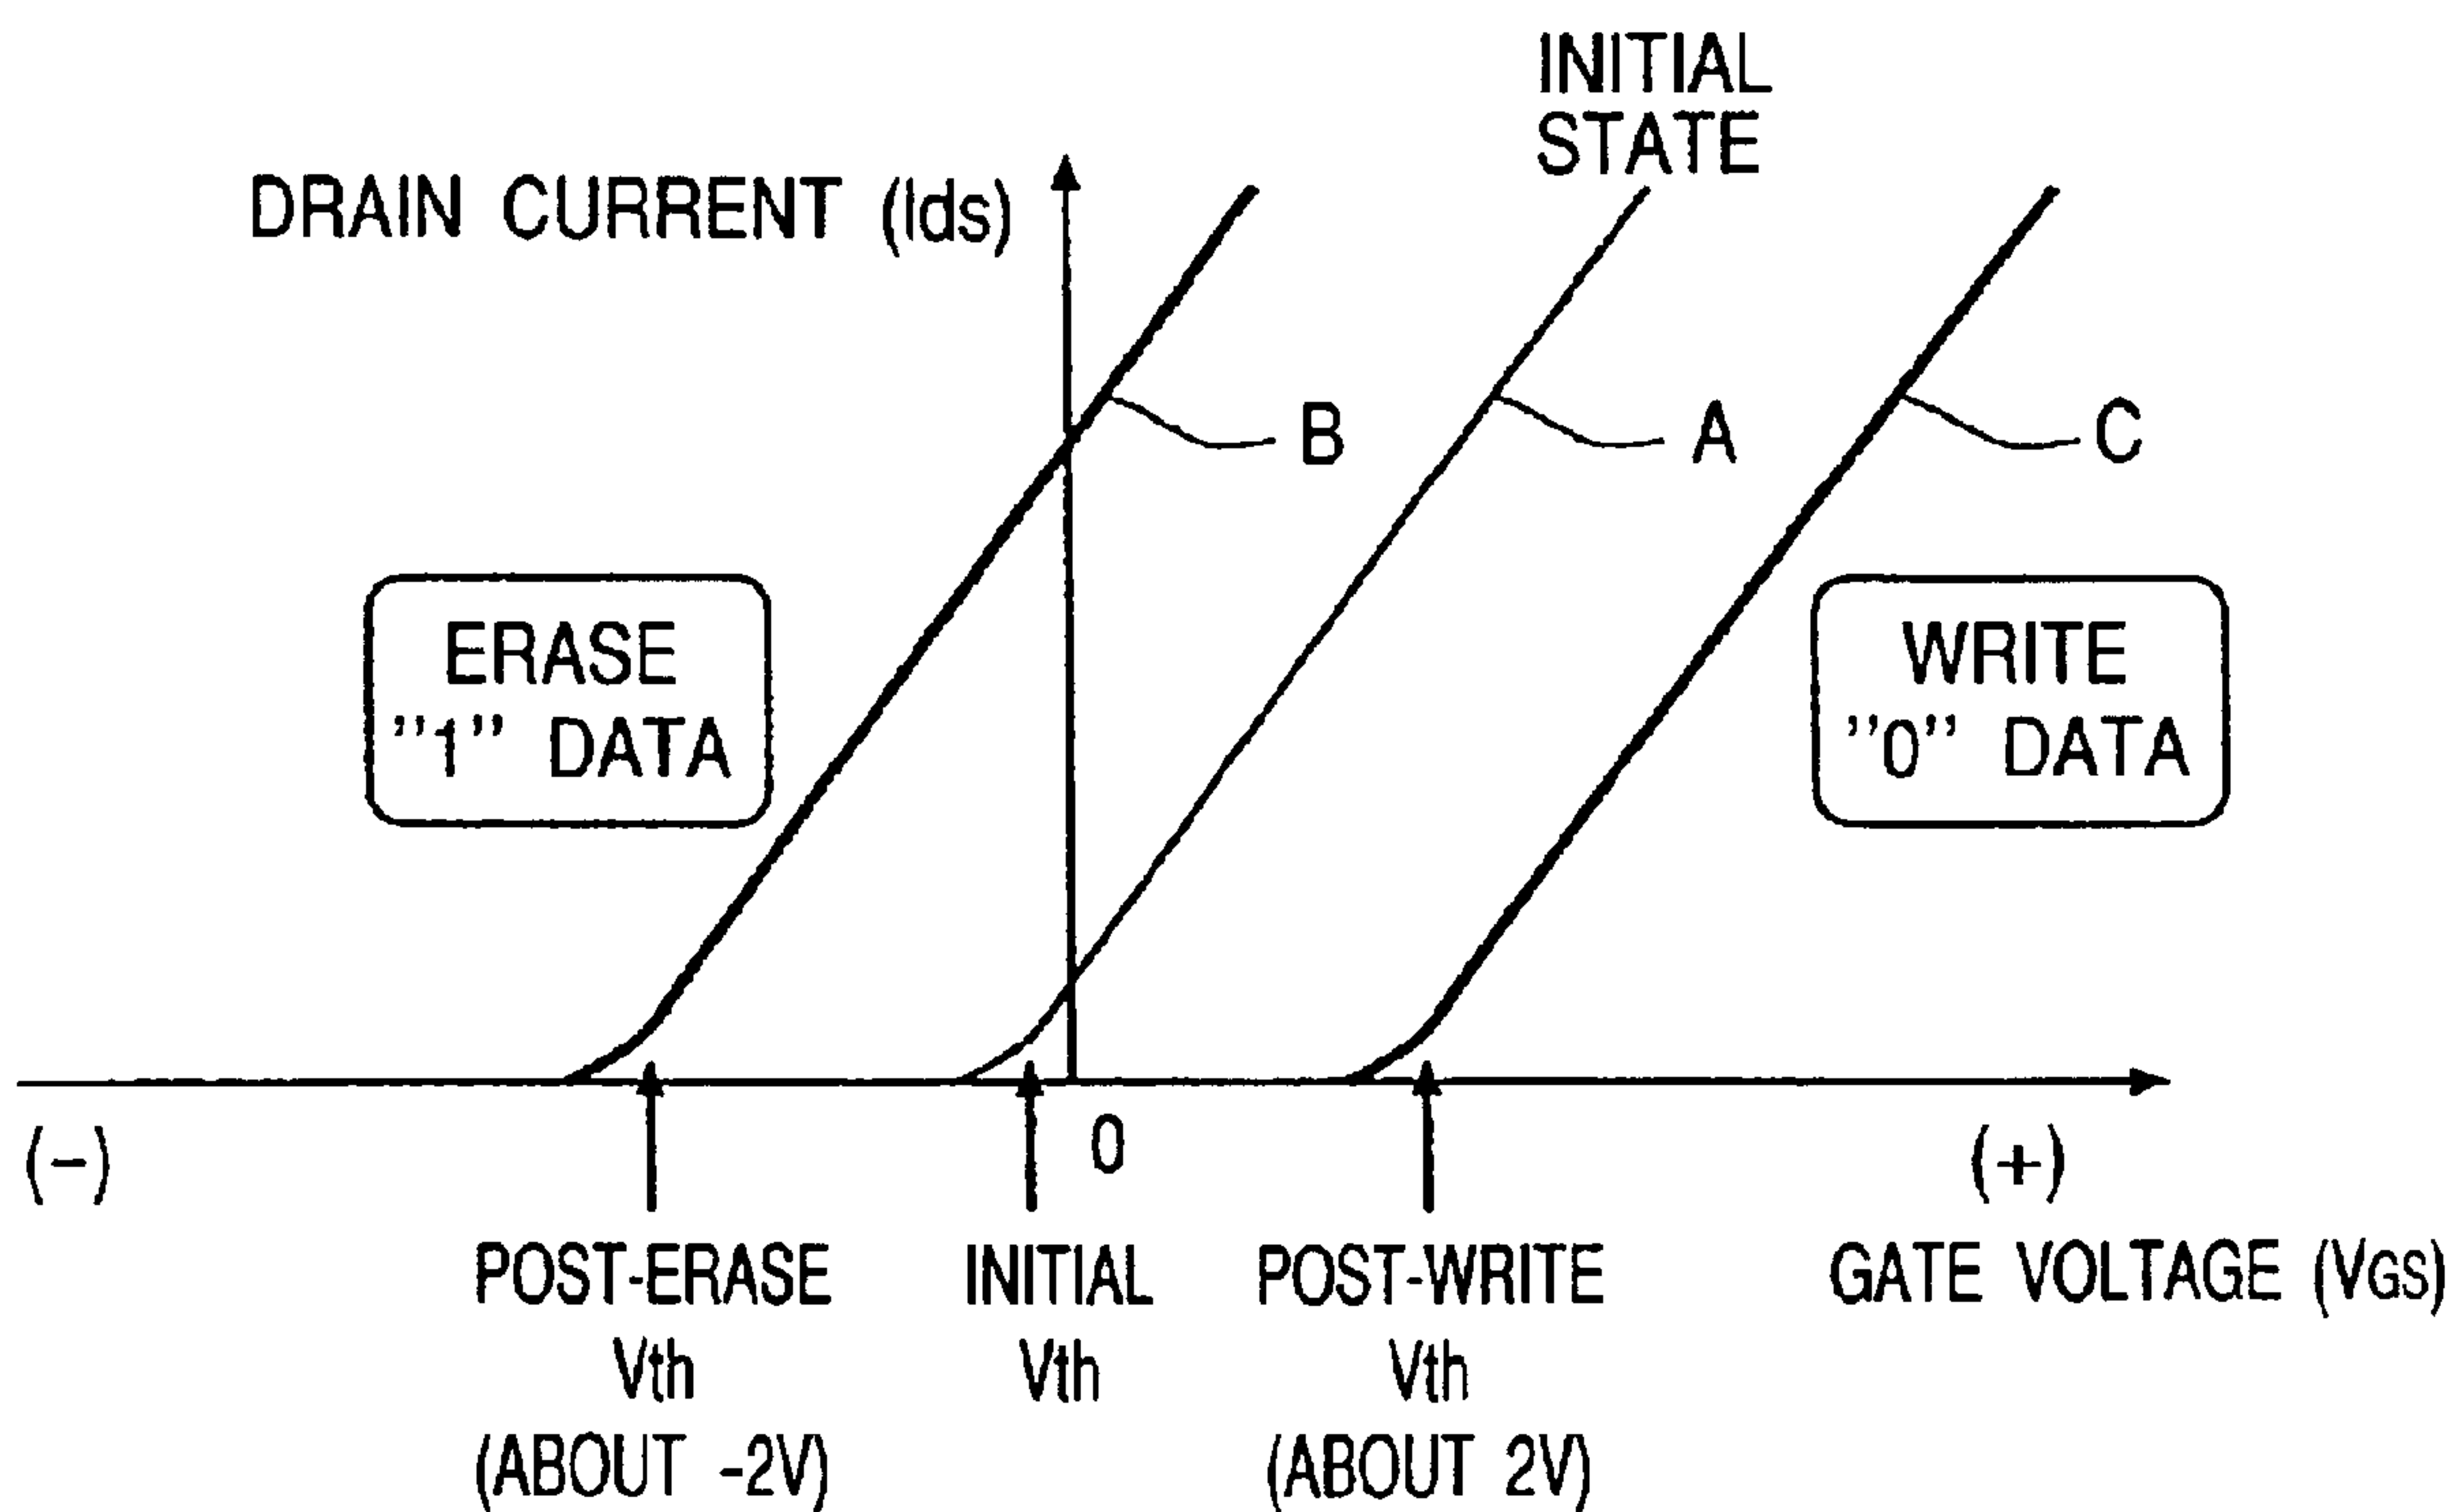 INITIAL
STATE
DRAIN CURRENT (Ids)
B
A
C
ERASE
"1" DATA
WRITE
"0" DATA
(-)
0
(+)
POST-ERASE
Vth
(ABOUT -2V)
INITIAL
Vth
POST-WRITE
Vth
(ABOUT 2V)
GATE VOLTAGE (VGS)